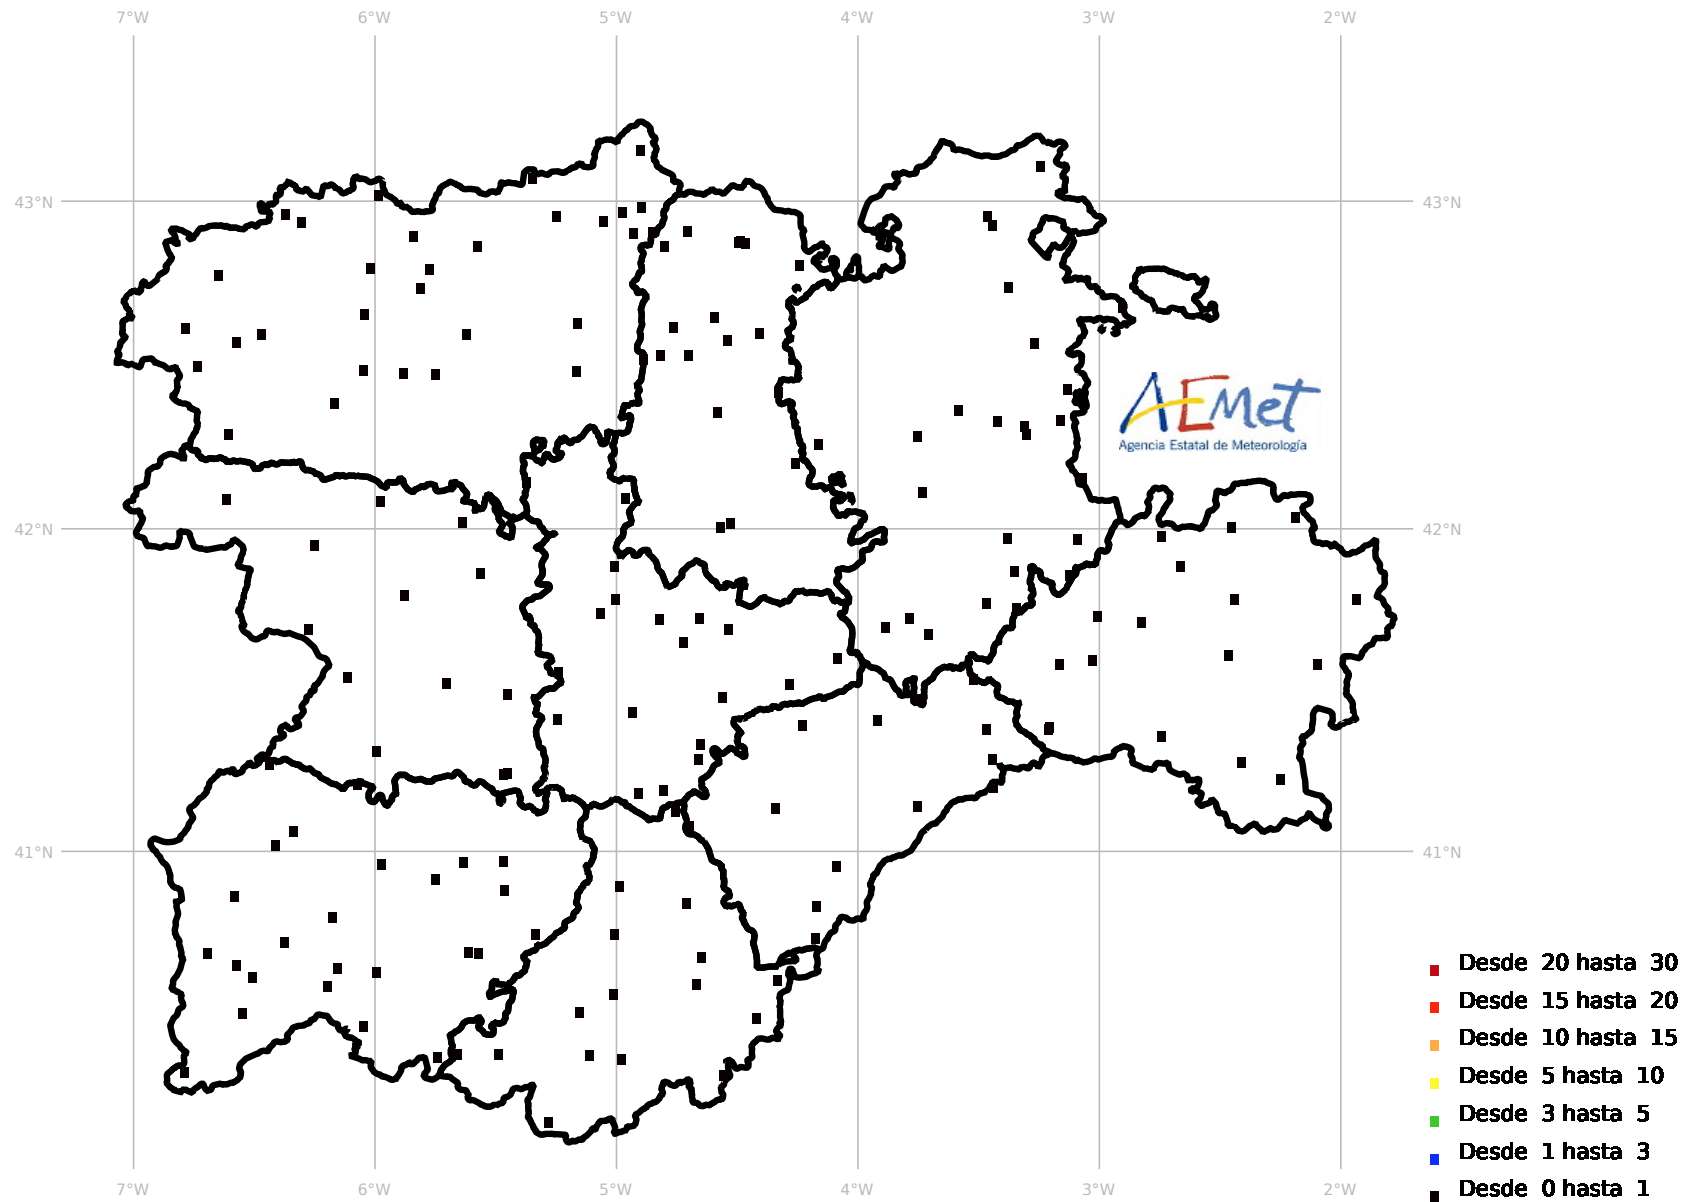 7°W 6°W 5°W 4°W 3°W 2°W
43°N 43°N
AEMet
Agencia Estatal de Meteorología
42°N 42°N
41°N 41°N
Desde 20 hasta 30
Desde 15 hasta 20
Desde 10 hasta 15
Desde 5 hasta 10
Desde 3 hasta 5
Desde 1 hasta 3
Desde 0 hasta 1
7°W 6°W 5°W 4°W 3°W 2°W